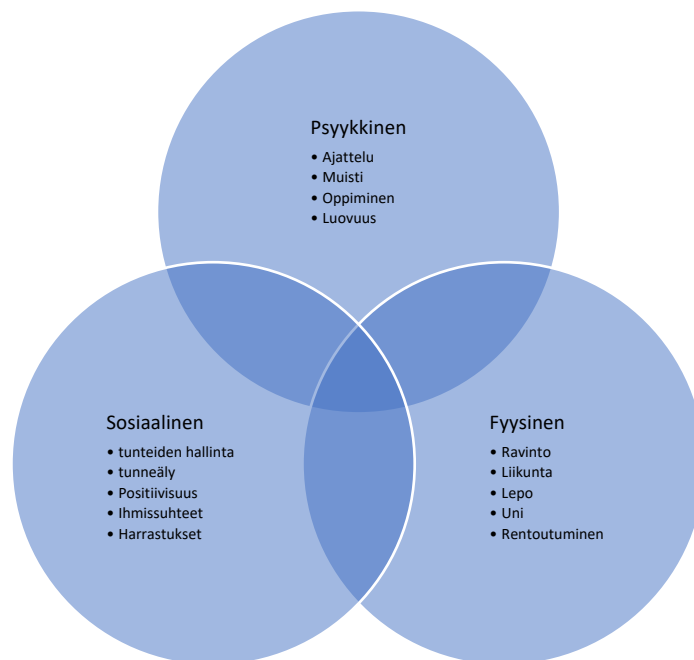 Psyykkinen
• Ajattelu
• Muisti
• Oppiminen
• Luovuus
Sosiaalinen
• tunteiden hallinta
• tunneäly
• Positiivisuus
• Ihmissuhteet
• Harrastukset
Fyysinen
• Ravinto
• Liikunta
• Lepo
• Uni
• Rentoutuminen